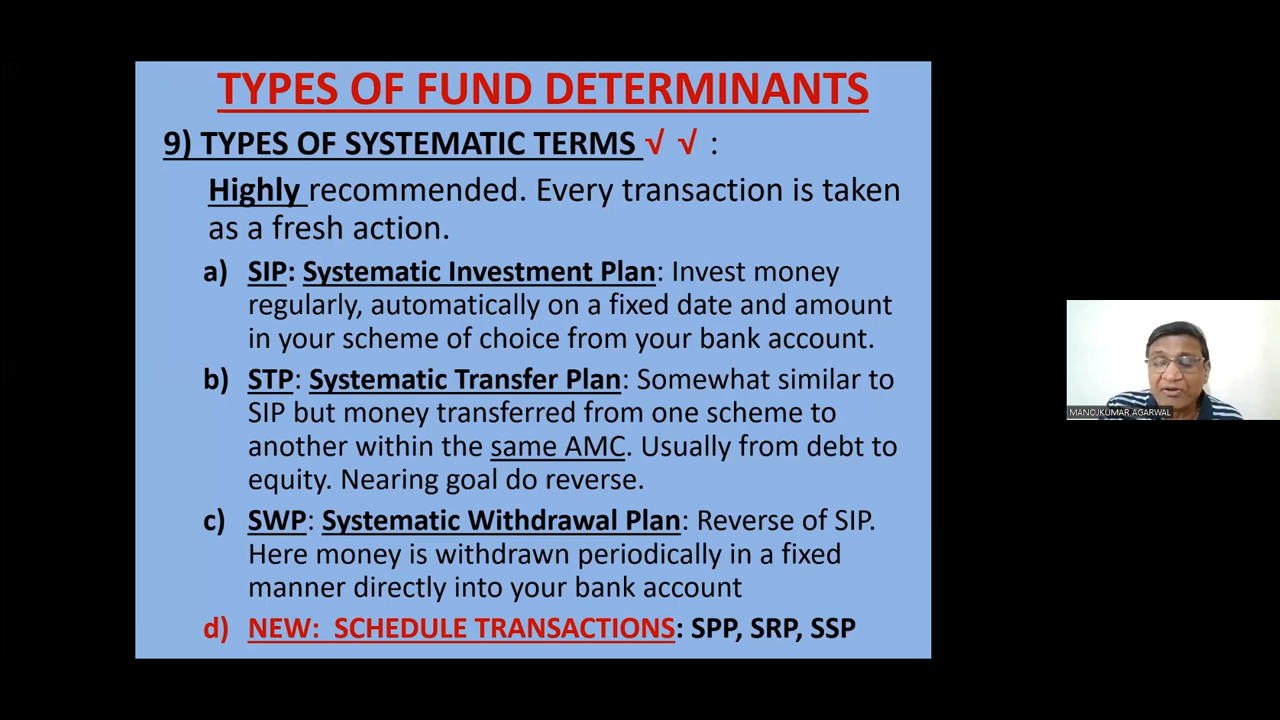 TYPES OF FUND DETERMINANTS
9) TYPES OF SYSTEMATIC TERMS √ √ :
Highly recommended. Every transaction is taken
as a fresh action.
a) SIP: Systematic Investment Plan: Invest money
regularly, automatically on a fixed date and amount
in your scheme of choice from your bank account.
b) STP: Systematic Transfer Plan: Somewhat similar to
SIP but money transferred from one scheme to
another within the same AMC. Usually from debt to
equity. Nearing goal do reverse.
c) SWP: Systematic Withdrawal Plan: Reverse of SIP.
Here money is withdrawn periodically in a fixed
manner directly into your bank account
d) NEW: SCHEDULE TRANSACTIONS: SPP, SRP, SSP
MANOJKUMAR AGARWAL